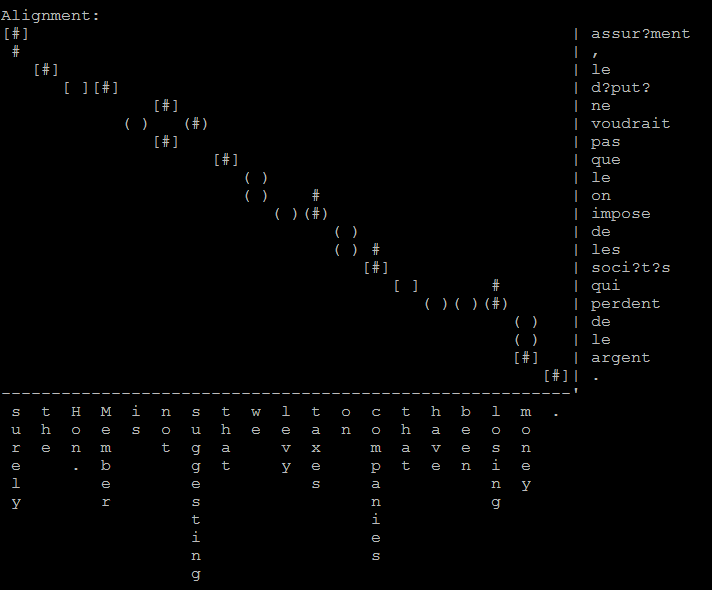 Alignment:
[#] | assur?ment
# | ,
[#] | le
[ ][#] | d?put?
[#] | ne
( ) (#) | voudrait
[#] | pas
[#] | que
( ) | le
( ) # | on
( )(#) | impose
( ) | de
( ) # | les
[#] | soci?t?s
[ ] # | qui
( )( )(#) | perdent
( ) | de
( ) | le
[#] | argent
[#]| .
---------------------------------------------------------'
surely
the
Hon.
Member
is
not
suggesting
that
we
levy
taxes
on
companies
that
have
been
losing
money
.